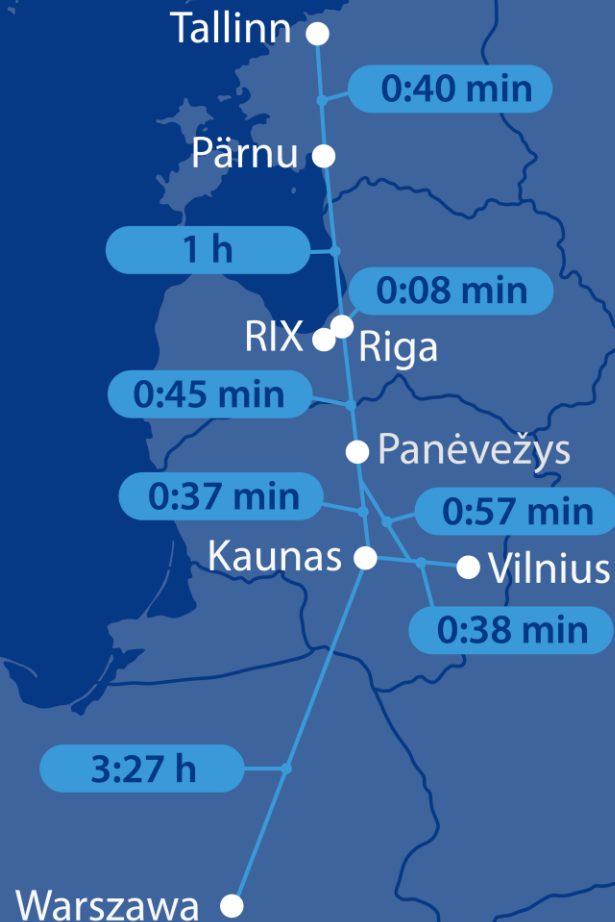 Tallinn
0:40 min
Pärnu
1 h
0:08 min
RIX
Riga
0:45 min
Panėvežys
0:37 min
0:57 min
Kaunas
Vilnius
0:38 min
3:27 h
Warszawa